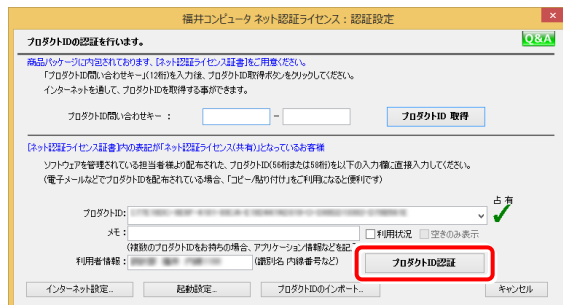 福井コンピュータ ネット認証ライセンス：認証設定
プロダクトIDの認証を行います。
Q&A
商品パッケージに内包されております、[ネット認証ライセンス証書]をご用意ください。
「プロダクトID問い合わせキー」(12桁)を入力後、プロダクトID取得ボタンをクリックしてください。
インターネットを通して、プロダクトIDを取得する事ができます。
プロダクトID問い合わせキー：
－
プロダクトID 取得
[ネット認証ライセンス証書]内の表記が「ネット認証ライセンス(共有)」となっているお客様
ソフトウェアを管理されている担当者様より配布された、プロダクトID(56桁または58桁)を以下の入力欄に直接入力してください。
(電子メールなどでプロダクトIDを配布されている場合、「コピー/貼り付け」をご利用になると便利です)
占有
プロダクトID:
メモ：
利用状況
空きのみ表示
(複数のプロダクトIDをお持ちの場合、アプリケーション情報などを記
利用者情報：
(識別名 内線番号など)
プロダクトID認証
インターネット設定...
起動設定...
プロダクトIDのインポート...
キャンセル